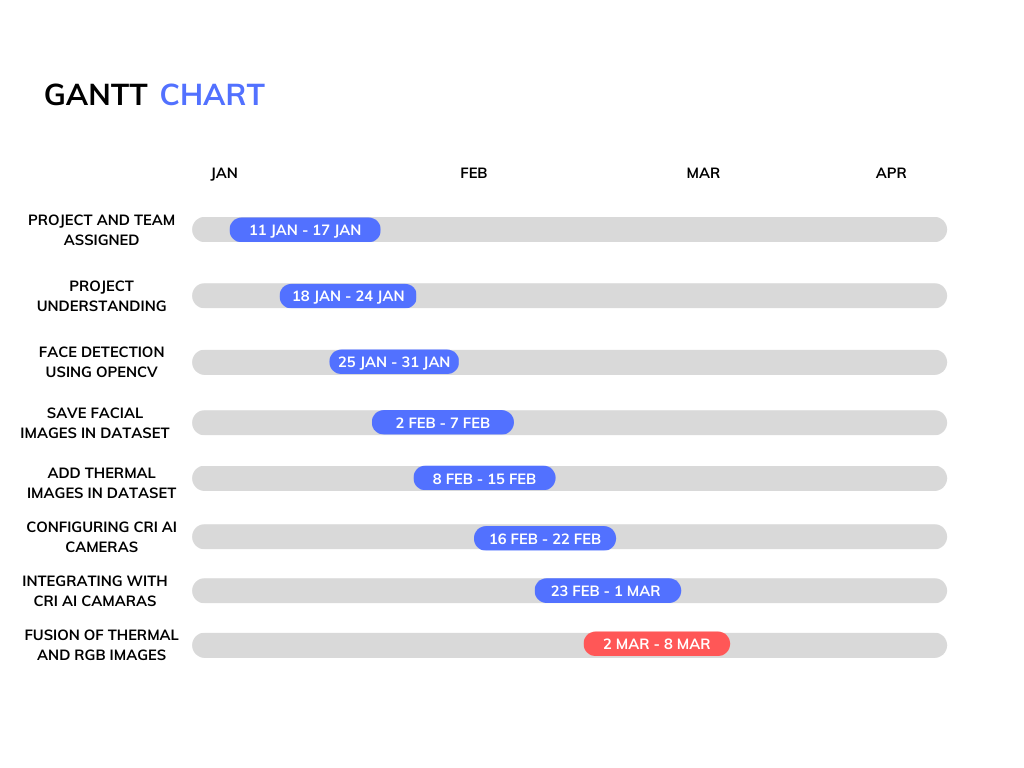 GANTT CHART
JAN FEB MAR APR
PROJECT AND TEAM
ASSIGNED
11 JAN - 17 JAN
PROJECT
UNDERSTANDING
18 JAN - 24 JAN
FACE DETECTION
USING OPENCV
25 JAN - 31 JAN
SAVE FACIAL
IMAGES IN DATASET
2 FEB - 7 FEB
ADD THERMAL
IMAGES IN DATASET
8 FEB - 15 FEB
CONFIGURING CRI AI
CAMERAS
16 FEB - 22 FEB
INTEGRATING WITH
CRI AI CAMARAS
23 FEB - 1 MAR
FUSION OF THERMAL
AND RGB IMAGES
2 MAR - 8 MAR